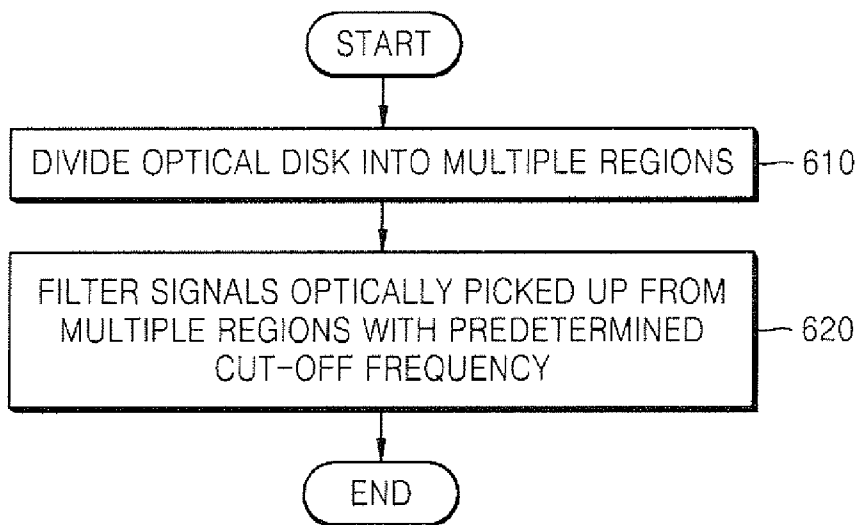 START
DIVIDE OPTICAL DISK INTO MULTIPLE REGIONS
610
FILTER SIGNALS OPTICALLY PICKED UP FROM
MULTIPLE REGIONS WITH PREDETERMINED
CUT-OFF FREQUENCY
620
END